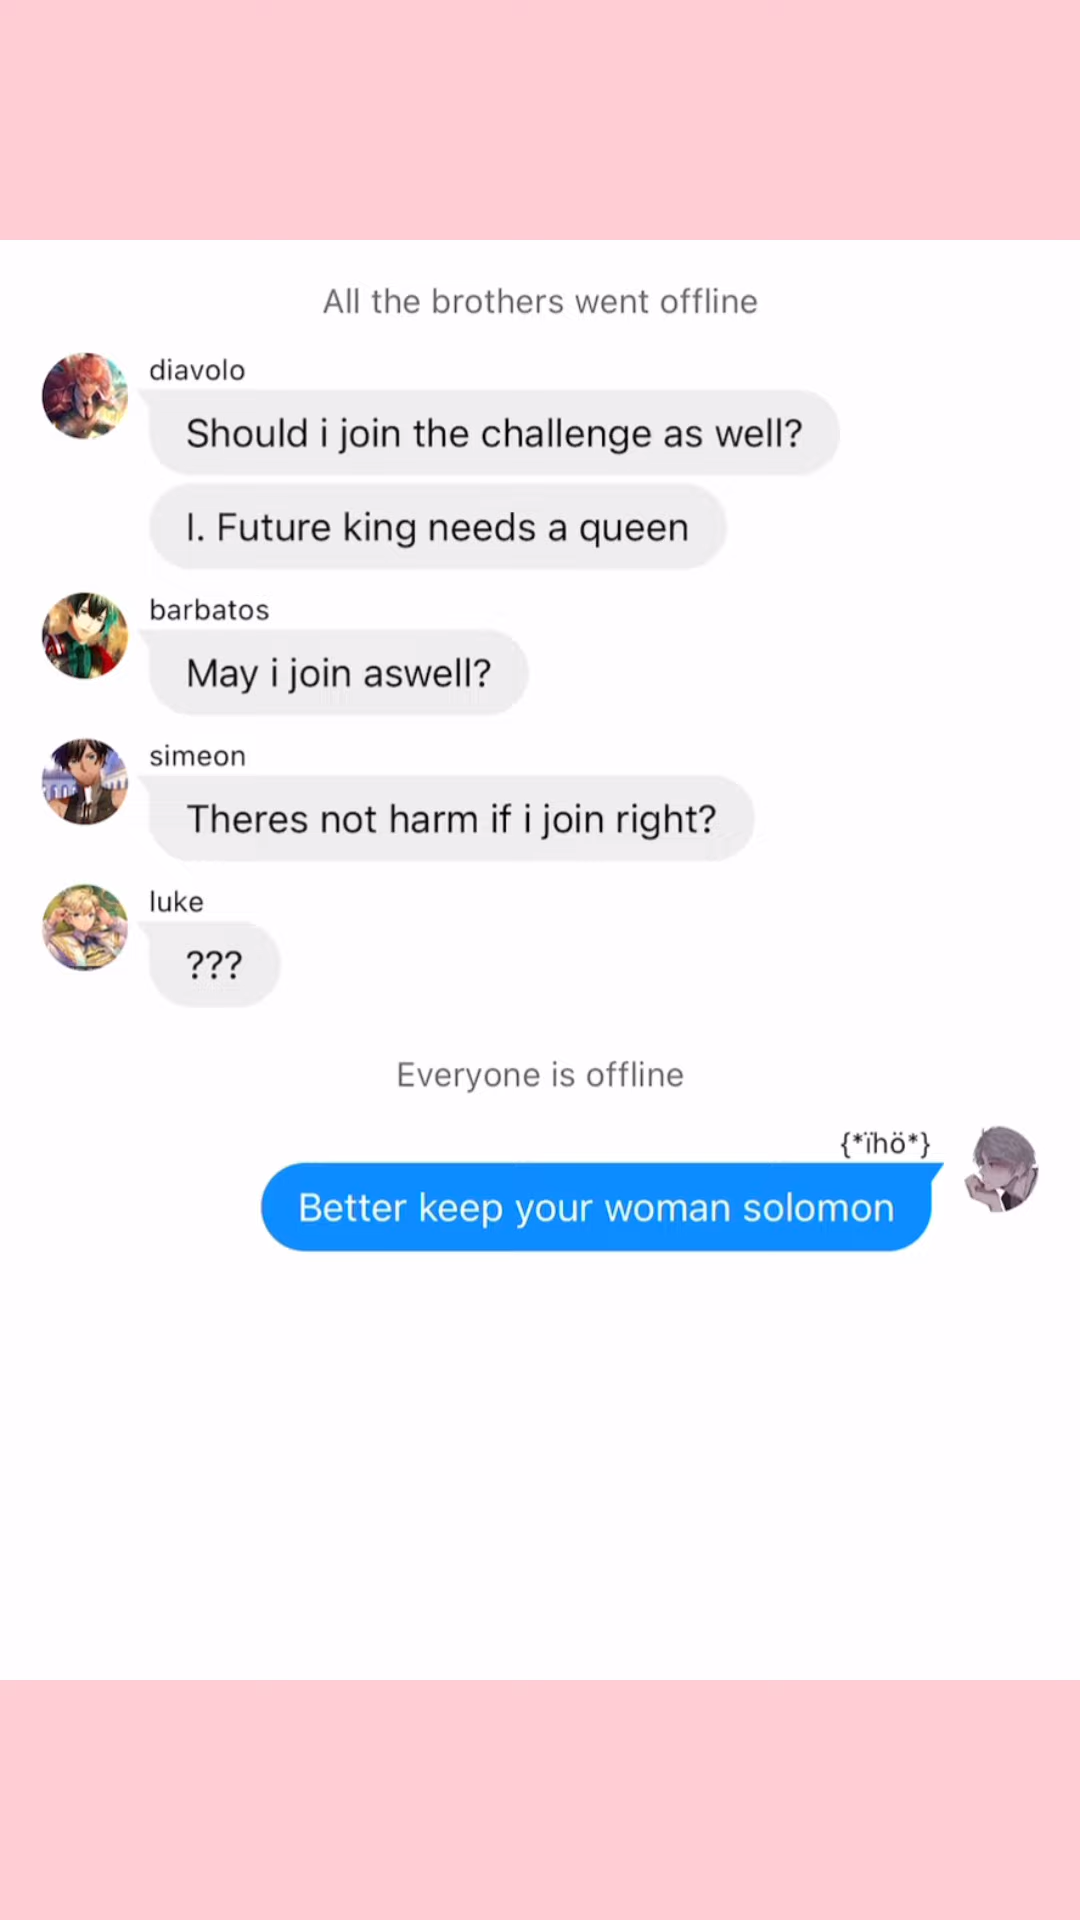 All the brothers went offline
diavolo
Should i join the challenge as well?
I. Future king needs a queen
barbatos
May i join aswell?
simeon
Theres not harm if i join right?
luke
???
Everyone is offline
{*ïhö*}
Better keep your woman solomon